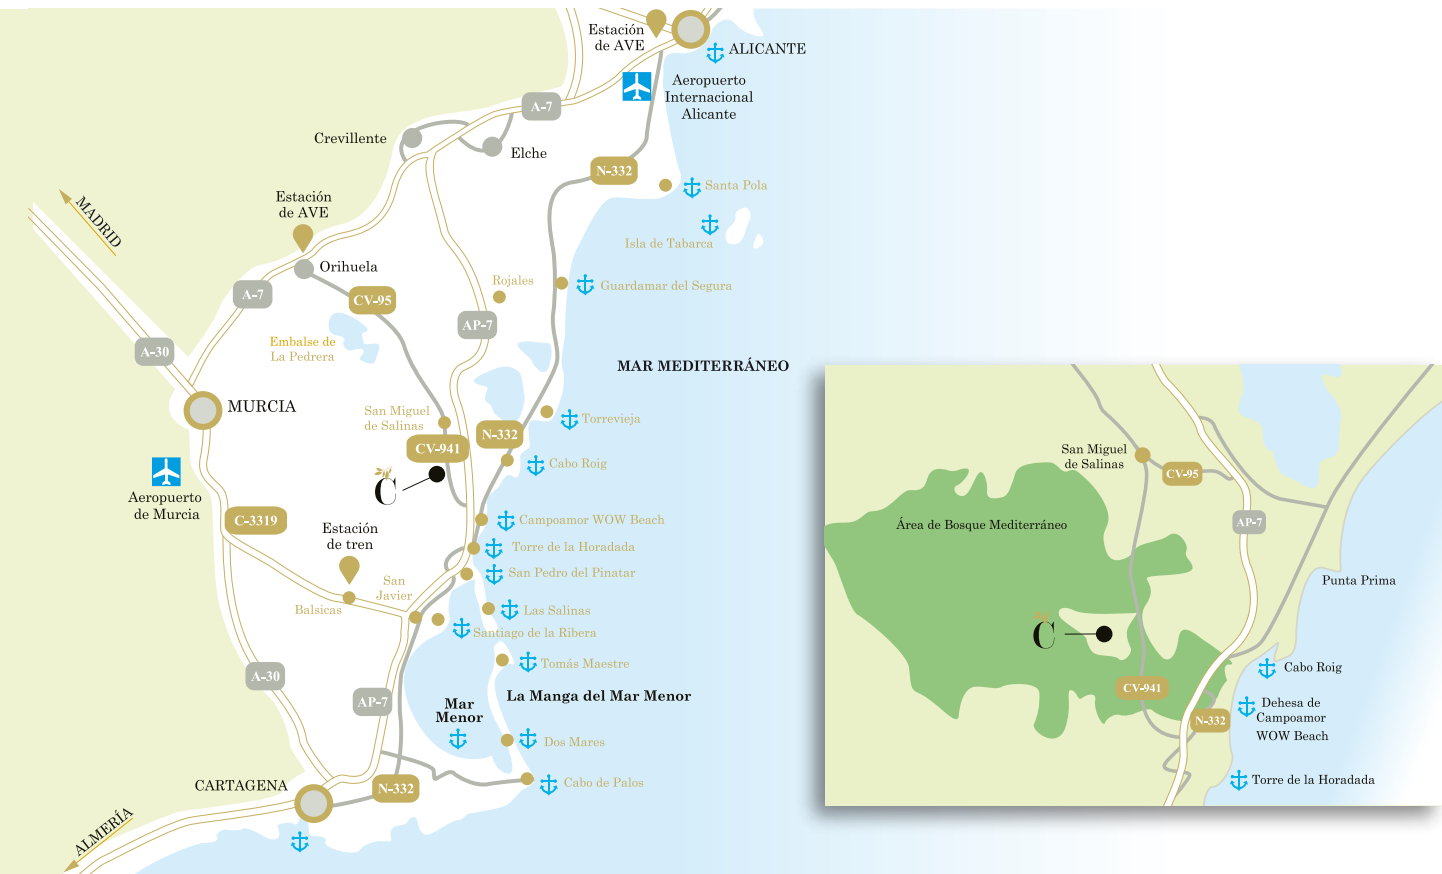 Estación
de AVE
ALICANTE
Aeropuerto
Internacional
Alicante
A-7
Crevillente
Elche
N-332
Santa Pola
Isla de Tabarca
MADRID
Estación
de AVE
Orihuela
A-7
CV-95
Rojales
Guardamar del Segura
AP-7
Embalse de
La Pedrera
A-30
MAR MEDITERRÁNEO
MURCIA
San Miguel
de Salinas
Torrevieja
N-332
CV-941
Cabo Roig
C
Aeropuerto
de Murcia
C-3319
Estación
de tren
Campoamor WOW Beach
Torre de la Horadada
San Pedro del Pinatar
San
Javier
Balsicas
Las Salinas
Santiago de la Ribera
Tomás Maestre
A-30
AP-7
La Manga del Mar Menor
Mar
Menor
Dos Mares
Cabo de Palos
CARTAGENA
N-332
ALMERÍA
San Miguel
de Salinas
CV-95
Área de Bosque Mediterráneo
AP-7
Punta Prima
C
Cabo Roig
CV-941
Dehesa de
Campoamor
WOW Beach
N-332
Torre de la Horadada